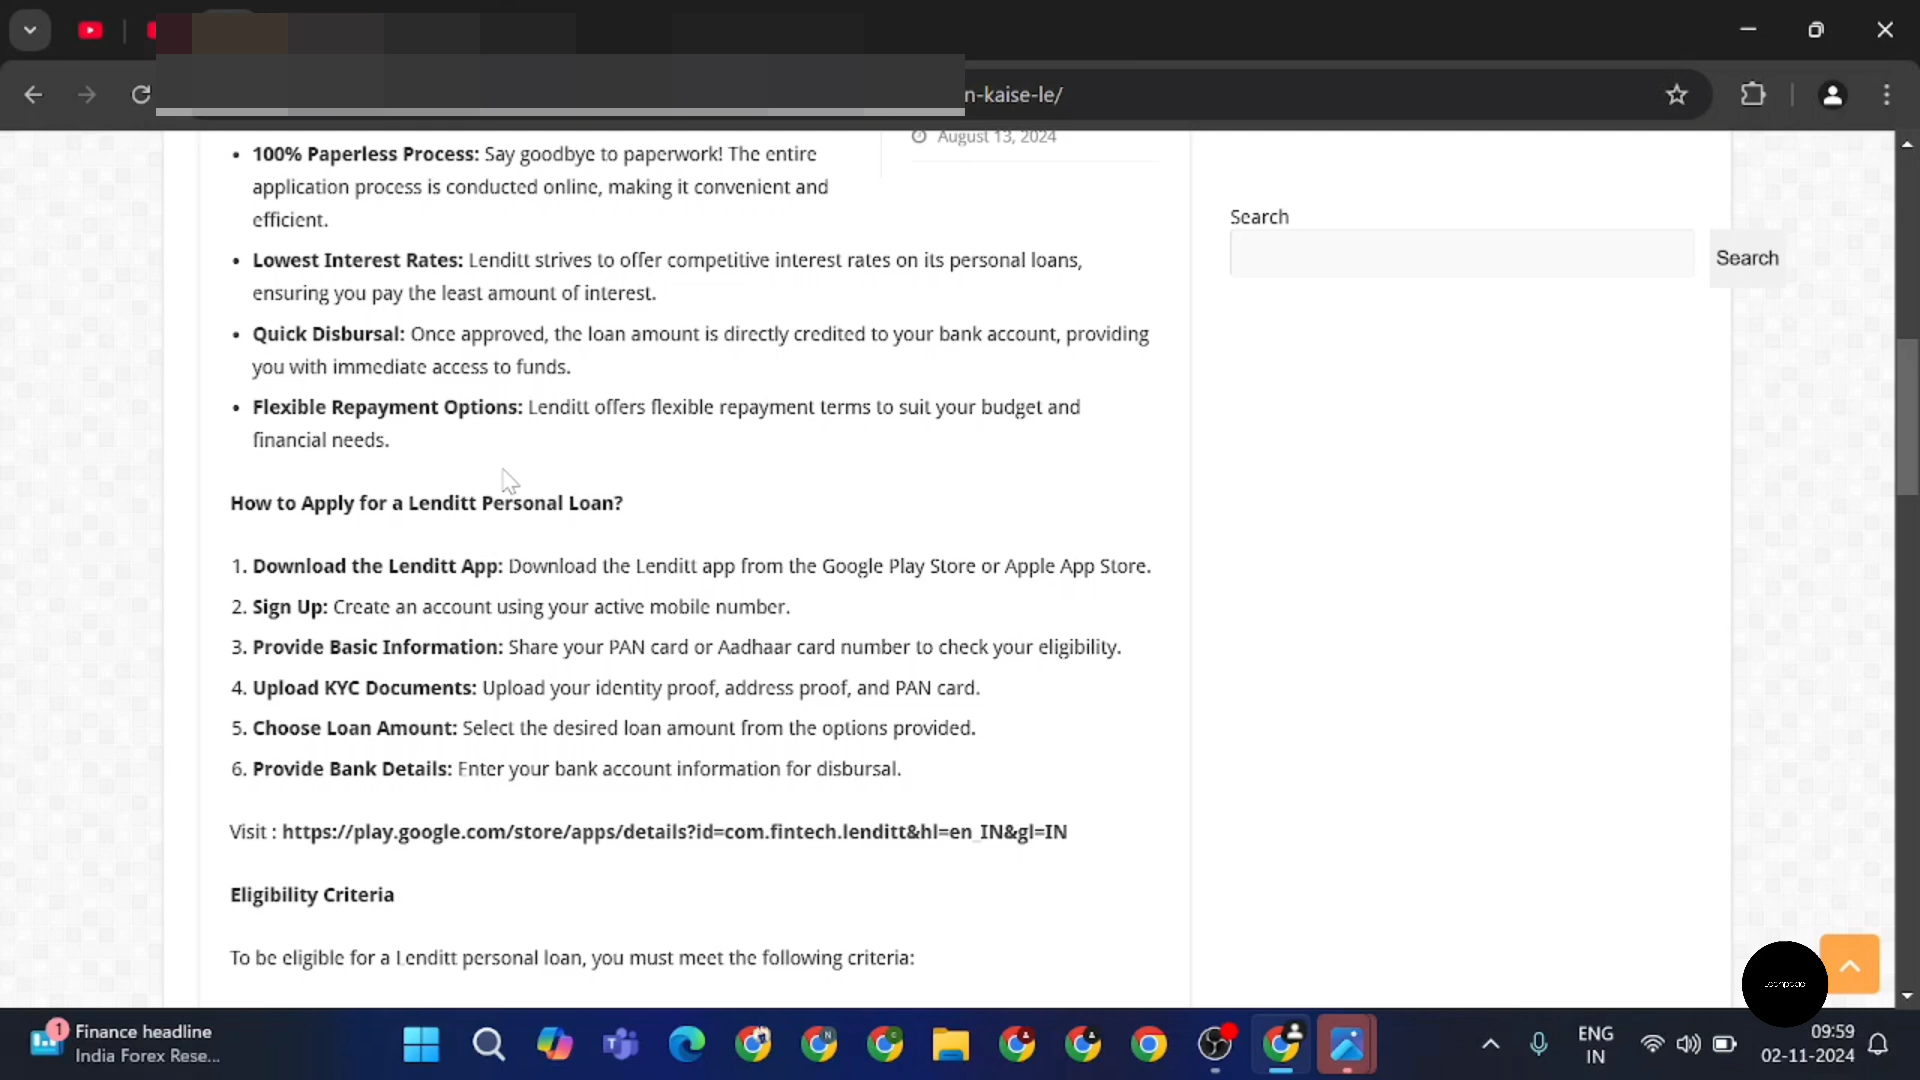 n-kaise-le/
August 13, 2024
• 100% Paperless Process: Say goodbye to paperwork! The entire
application process is conducted online, making it convenient and
efficient.
• Lowest Interest Rates: Lenditt strives to offer competitive interest rates on its personal loans,
ensuring you pay the least amount of interest.
• Quick Disbursal: Once approved, the loan amount is directly credited to your bank account, providing
you with immediate access to funds.
• Flexible Repayment Options: Lenditt offers flexible repayment terms to suit your budget and
financial needs.
Search
Search
How to Apply for a Lenditt Personal Loan?
1. Download the Lenditt App: Download the Lenditt app from the Google Play Store or Apple App Store.
2. Sign Up: Create an account using your active mobile number.
3. Provide Basic Information: Share your PAN card or Aadhaar card number to check your eligibility.
4. Upload KYC Documents: Upload your identity proof, address proof, and PAN card.
5. Choose Loan Amount: Select the desired loan amount from the options provided.
6. Provide Bank Details: Enter your bank account information for disbursal.
Visit : https://play.google.com/store/apps/details?id=com.fintech.lenditt&hl=en_IN&gl=IN
Eligibility Criteria
To be eligible for a Lenditt personal loan, you must meet the following criteria:
1
Finance headline
India Forex Rese...
ENG
IN
09:59
02-11-2024